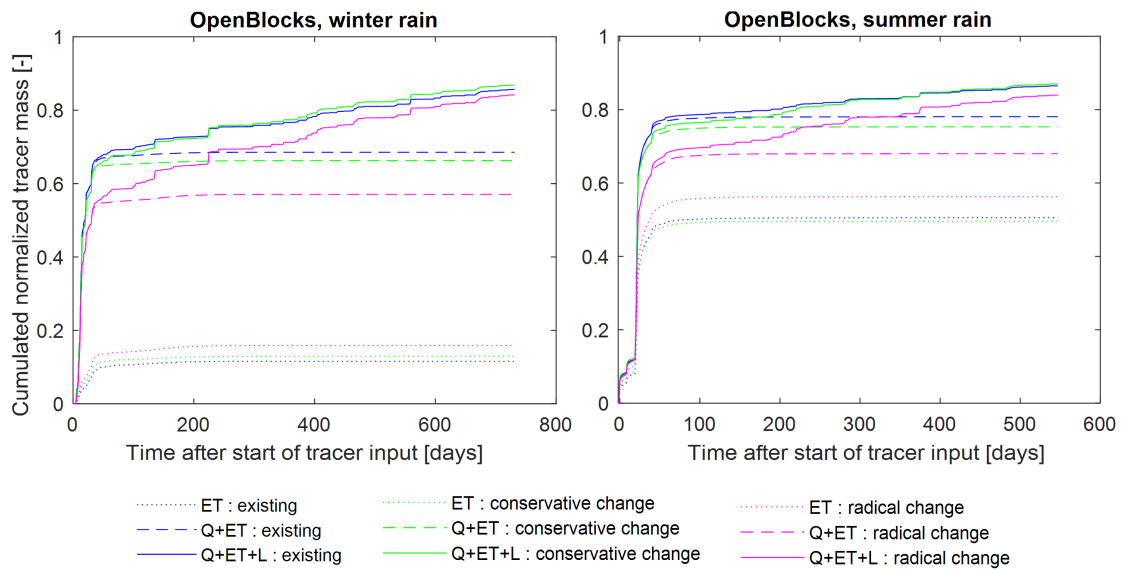 OpenBlocks, winter rain
OpenBlocks, summer rain
Cumulated normalized tracer mass [-]
1
0.8
0.6
0.4
0.2
0
0
200
400
600
800
Time after start of tracer input [days]
1
0.8
0.6
0.4
0.2
0
0
100
200
300
400
500
600
Time after start of tracer input [days]
ET : existing
Q+ET : existing
Q+ET+L : existing
ET : conservative change
Q+ET : conservative change
Q+ET+L : conservative change
ET : radical change
Q+ET : radical change
Q+ET+L : radical change